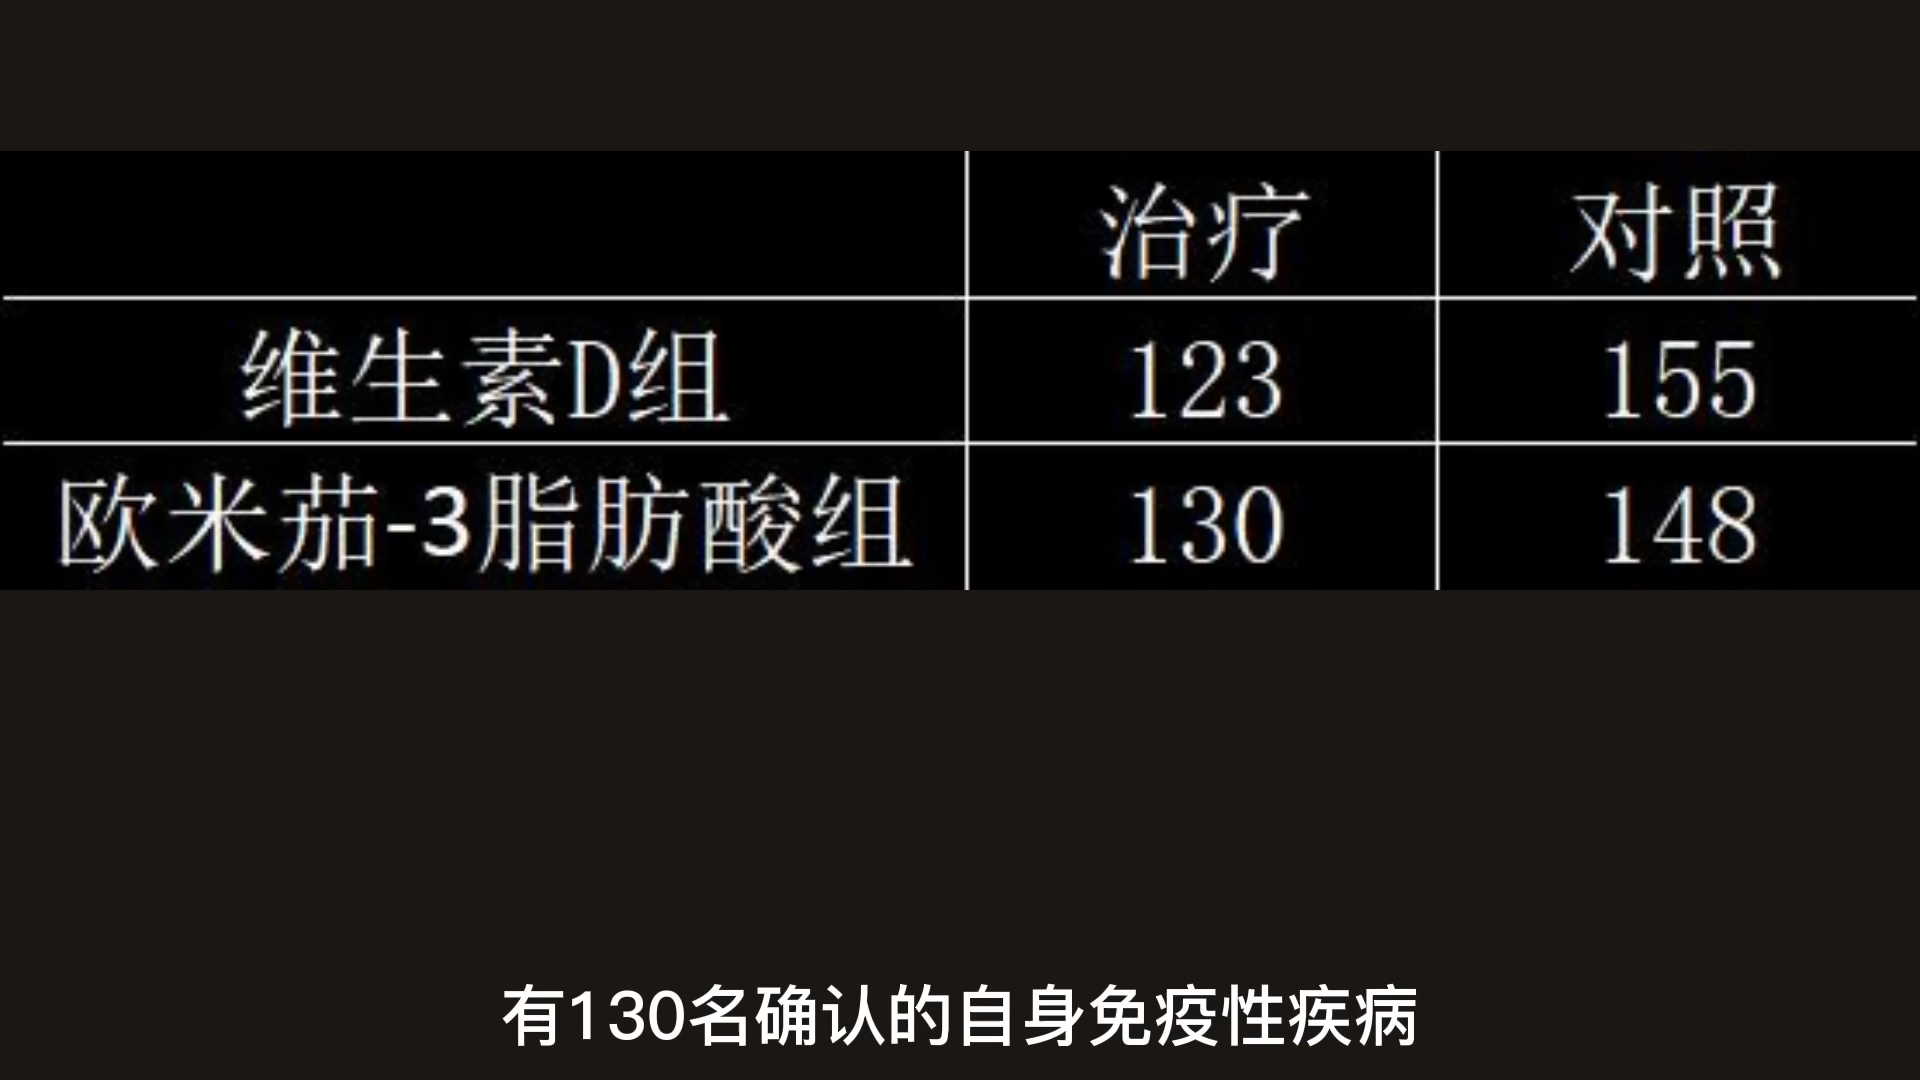 治疗 对照
维生素D组 123 155
欧米茄-3脂肪酸组 130 148
有130名确认的自身免疫性疾病